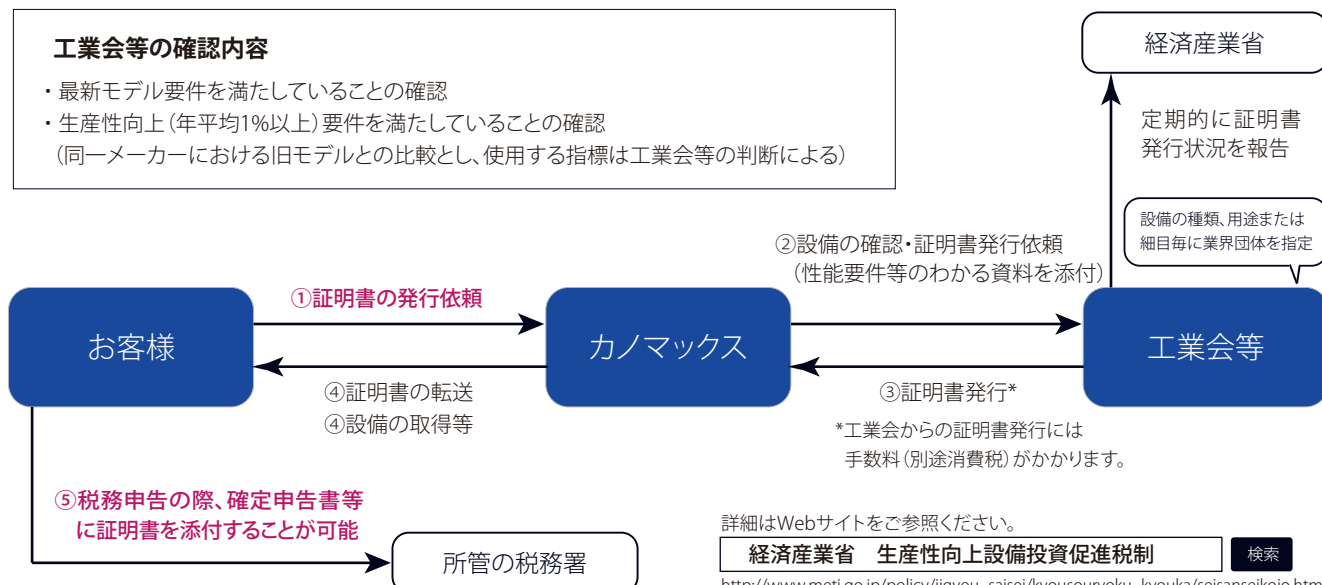 工業会等の確認内容
・最新モデル要件を満たしていることの確認
・生産性向上(年平均1%以上)要件を満たしていることの確認
(同一メーカーにおける旧モデルとの比較とし、使用する指標は工業会等の判断による)
経済産業省
定期的に証明書
発行状況を報告
設備の種類、用途または
細目毎に業界団体を指定
②設備の確認・証明書発行依頼
(性能要件等のわかる資料を添付)
①証明書の発行依頼
お客様
カノマックス
工業会等
④証明書の転送
④設備の取得等
③証明書発行*
*工業会からの証明書発行には
手数料(別途消費税)がかかります。
⑤税務申告の際、確定申告書等
に証明書を添付することが可能
所管の税務署
詳細はWebサイトをご参照ください。
経済産業省 生産性向上設備投資促進税制
検索
http://www.meti.go.jp/policy/jigyou_saisei/kyousouryoku_kyouka/seisanseikojo.htm